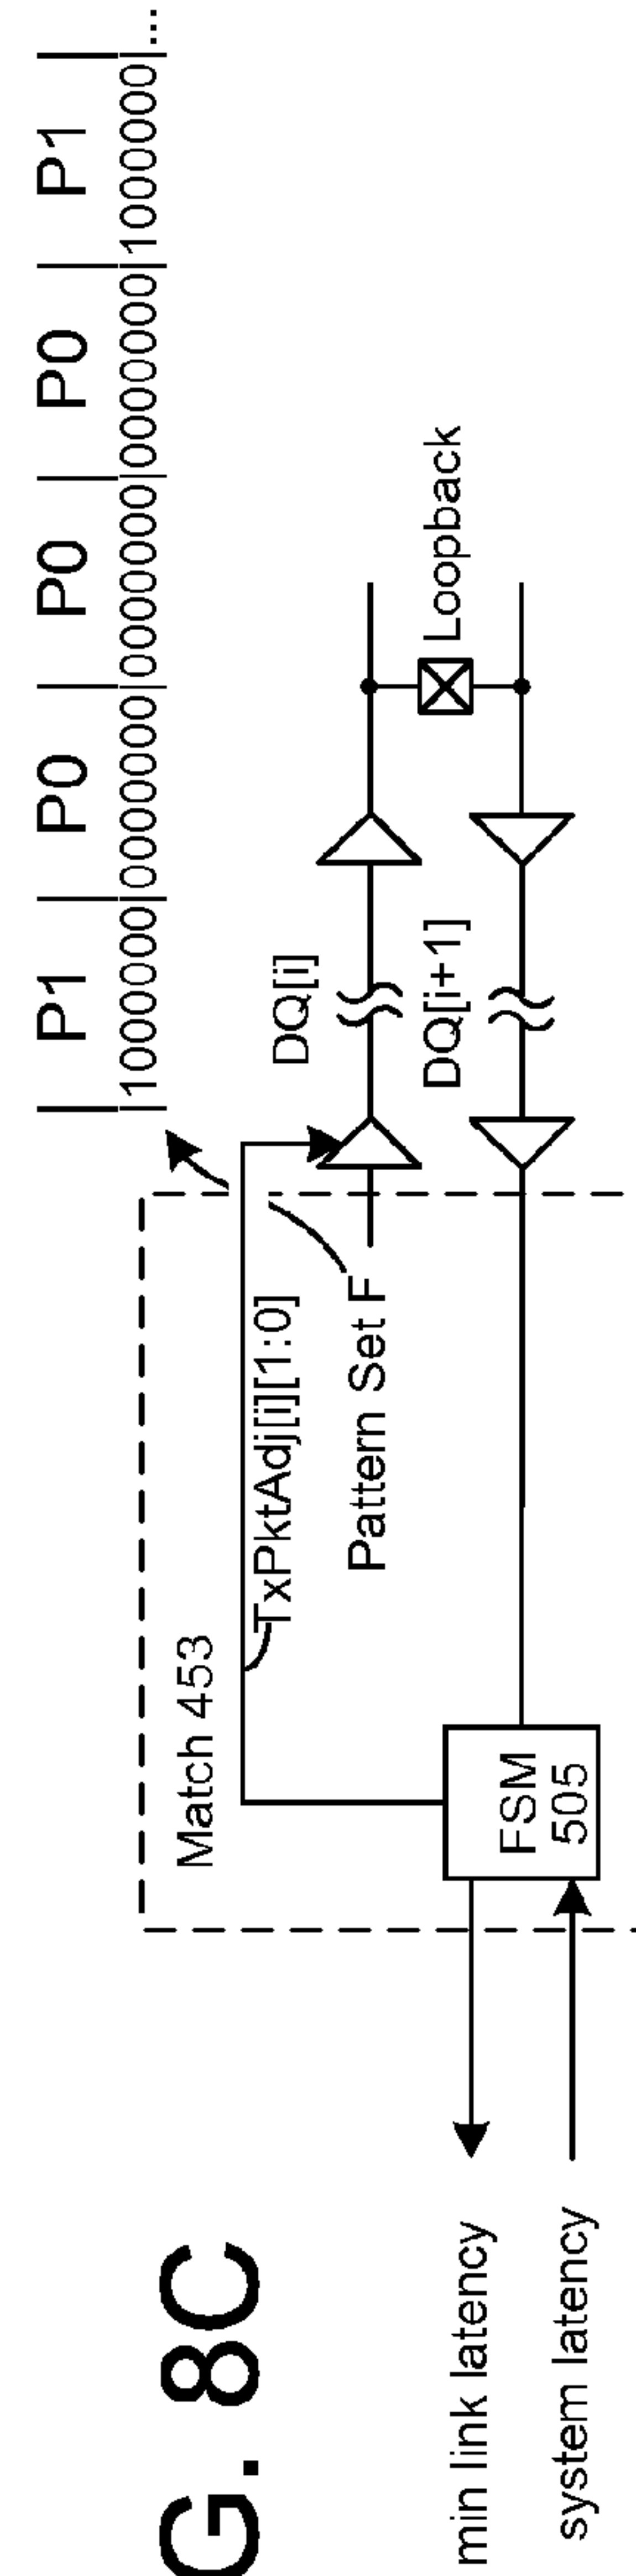 P1 P0 P0 P0 P1
|1000000|0000000|0000000|0000000|1000000|...
Match 453
TxPktAdj[i][1:0]
Pattern Set F
DQ[i]
DQ[i+1]
Loopback
FSM
505
min link latency
system latency
G. 8C